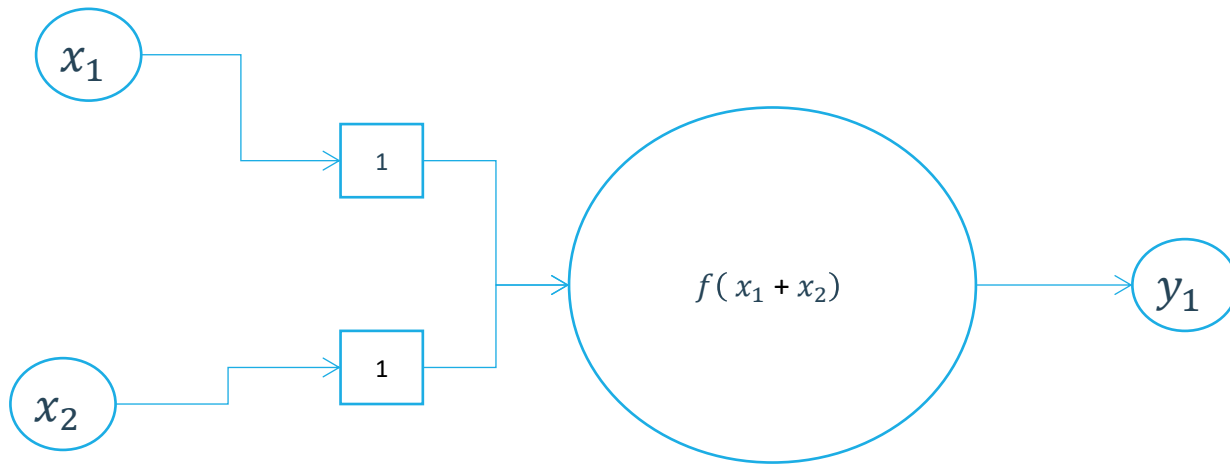 x₁
1
f( x₁ + x₂)
y₁
1
x₂